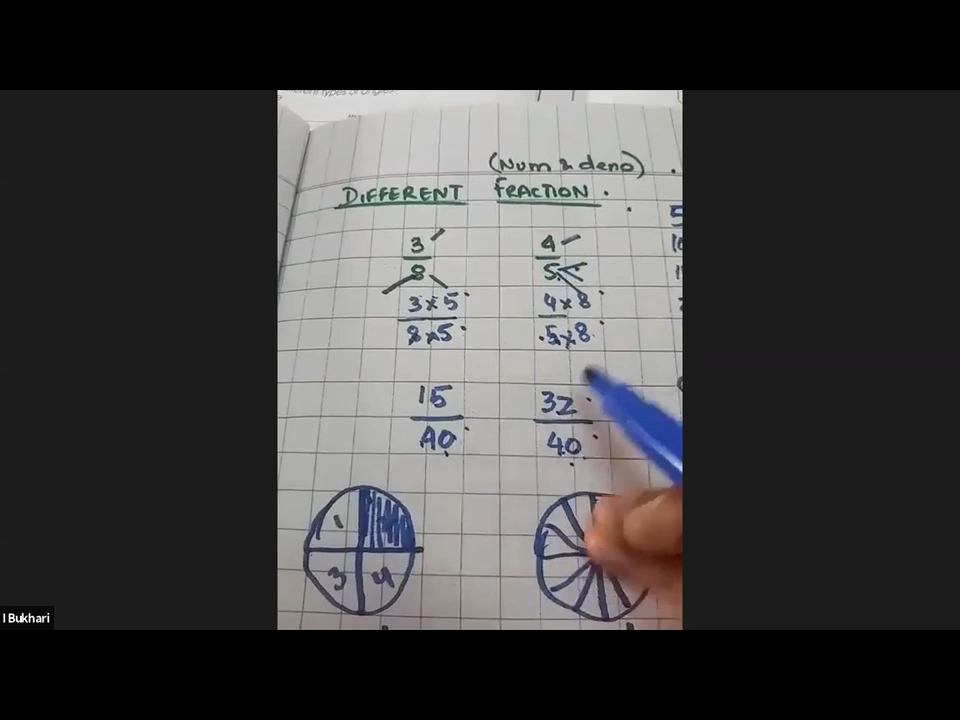 (Num & deno)
DIFFERENT FRACTION.
3 4
8 5
3×5 4×8
8×5 5×8
15 32
40 40
1
3 4
I Bukhari